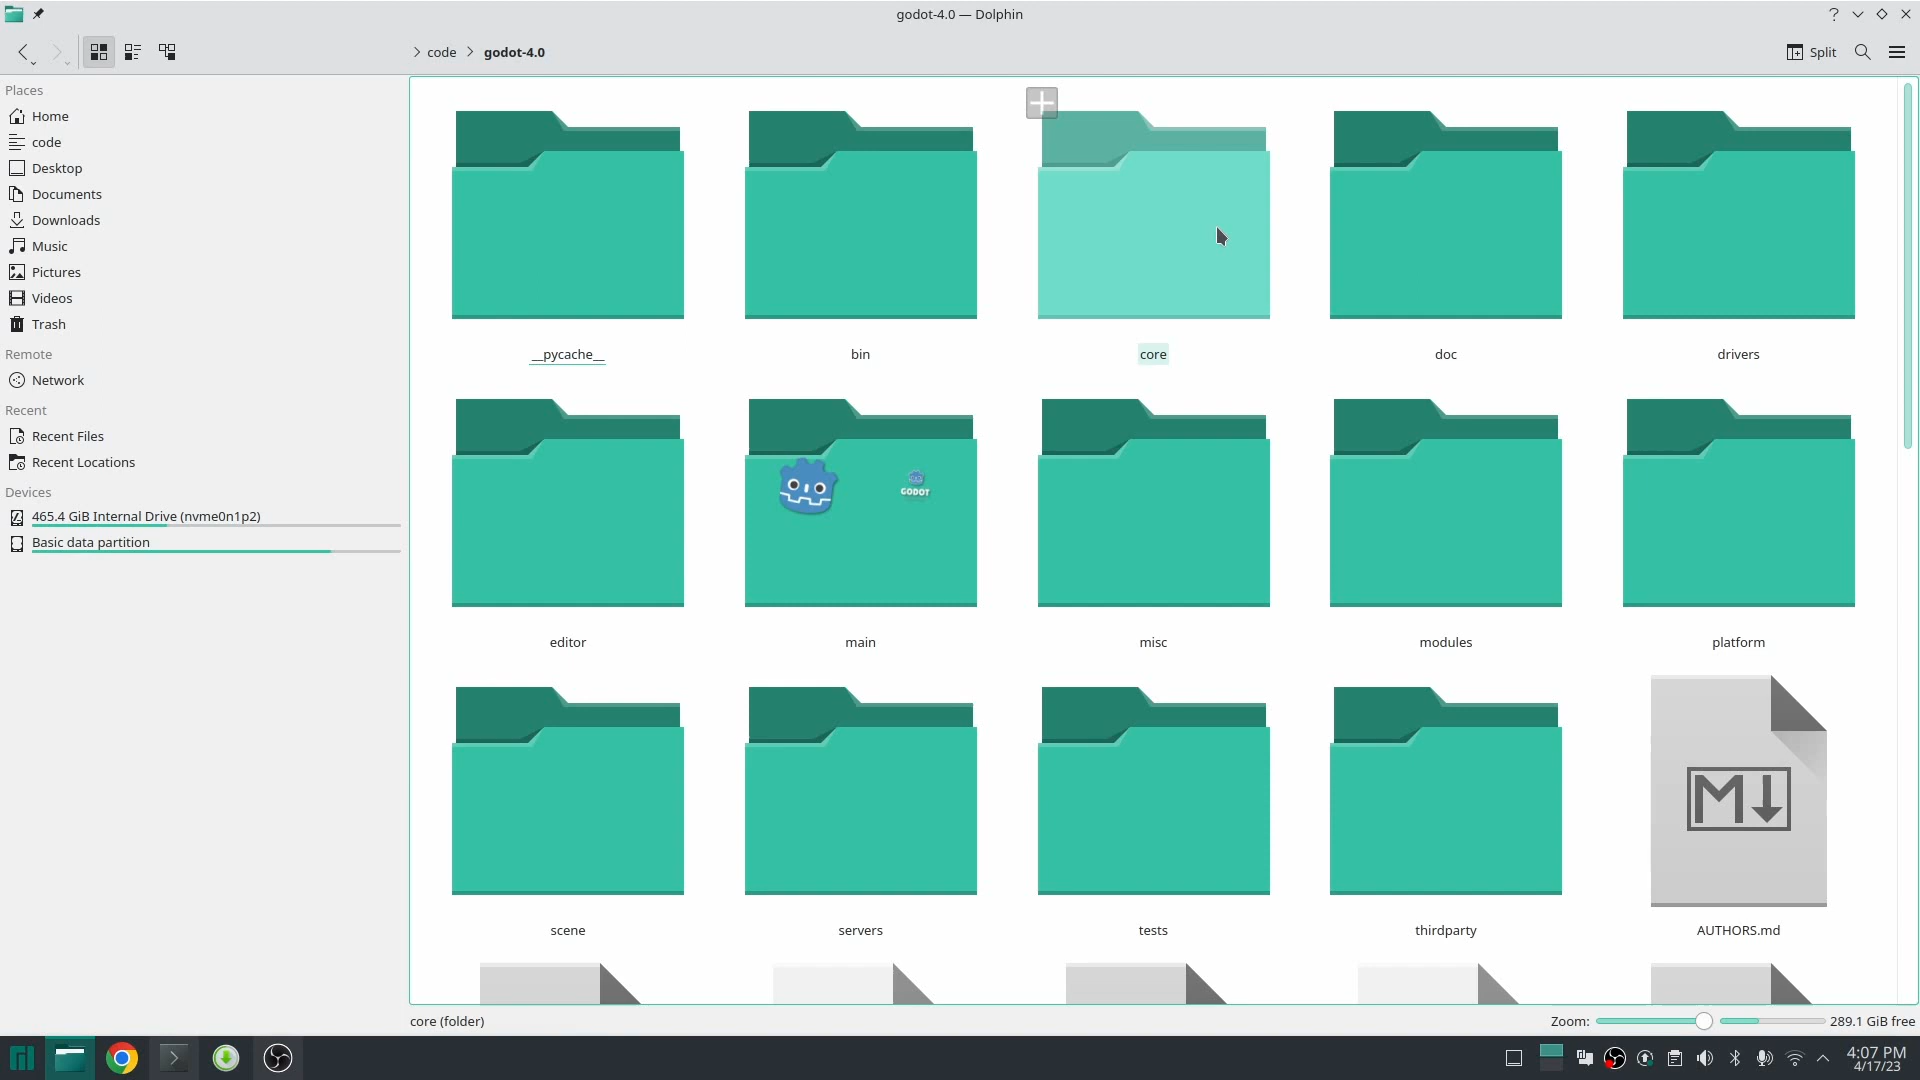 godot-4.0 — Dolphin
?
code
godot-4.0
Split
Places
Home
code
Desktop
Documents
Downloads
Music
Pictures
Videos
Trash
Remote
Network
Recent
Recent Files
Recent Locations
Devices
465.4 GiB Internal Drive (nvme0n1p2)
Basic data partition
__pycache__
bin
core
doc
drivers
GODOT
editor
main
misc
modules
platform
M
scene
servers
tests
thirdparty
AUTHORS.md
core (folder)
Zoom:
289.1 GiB free
4:07 PM
4/17/23